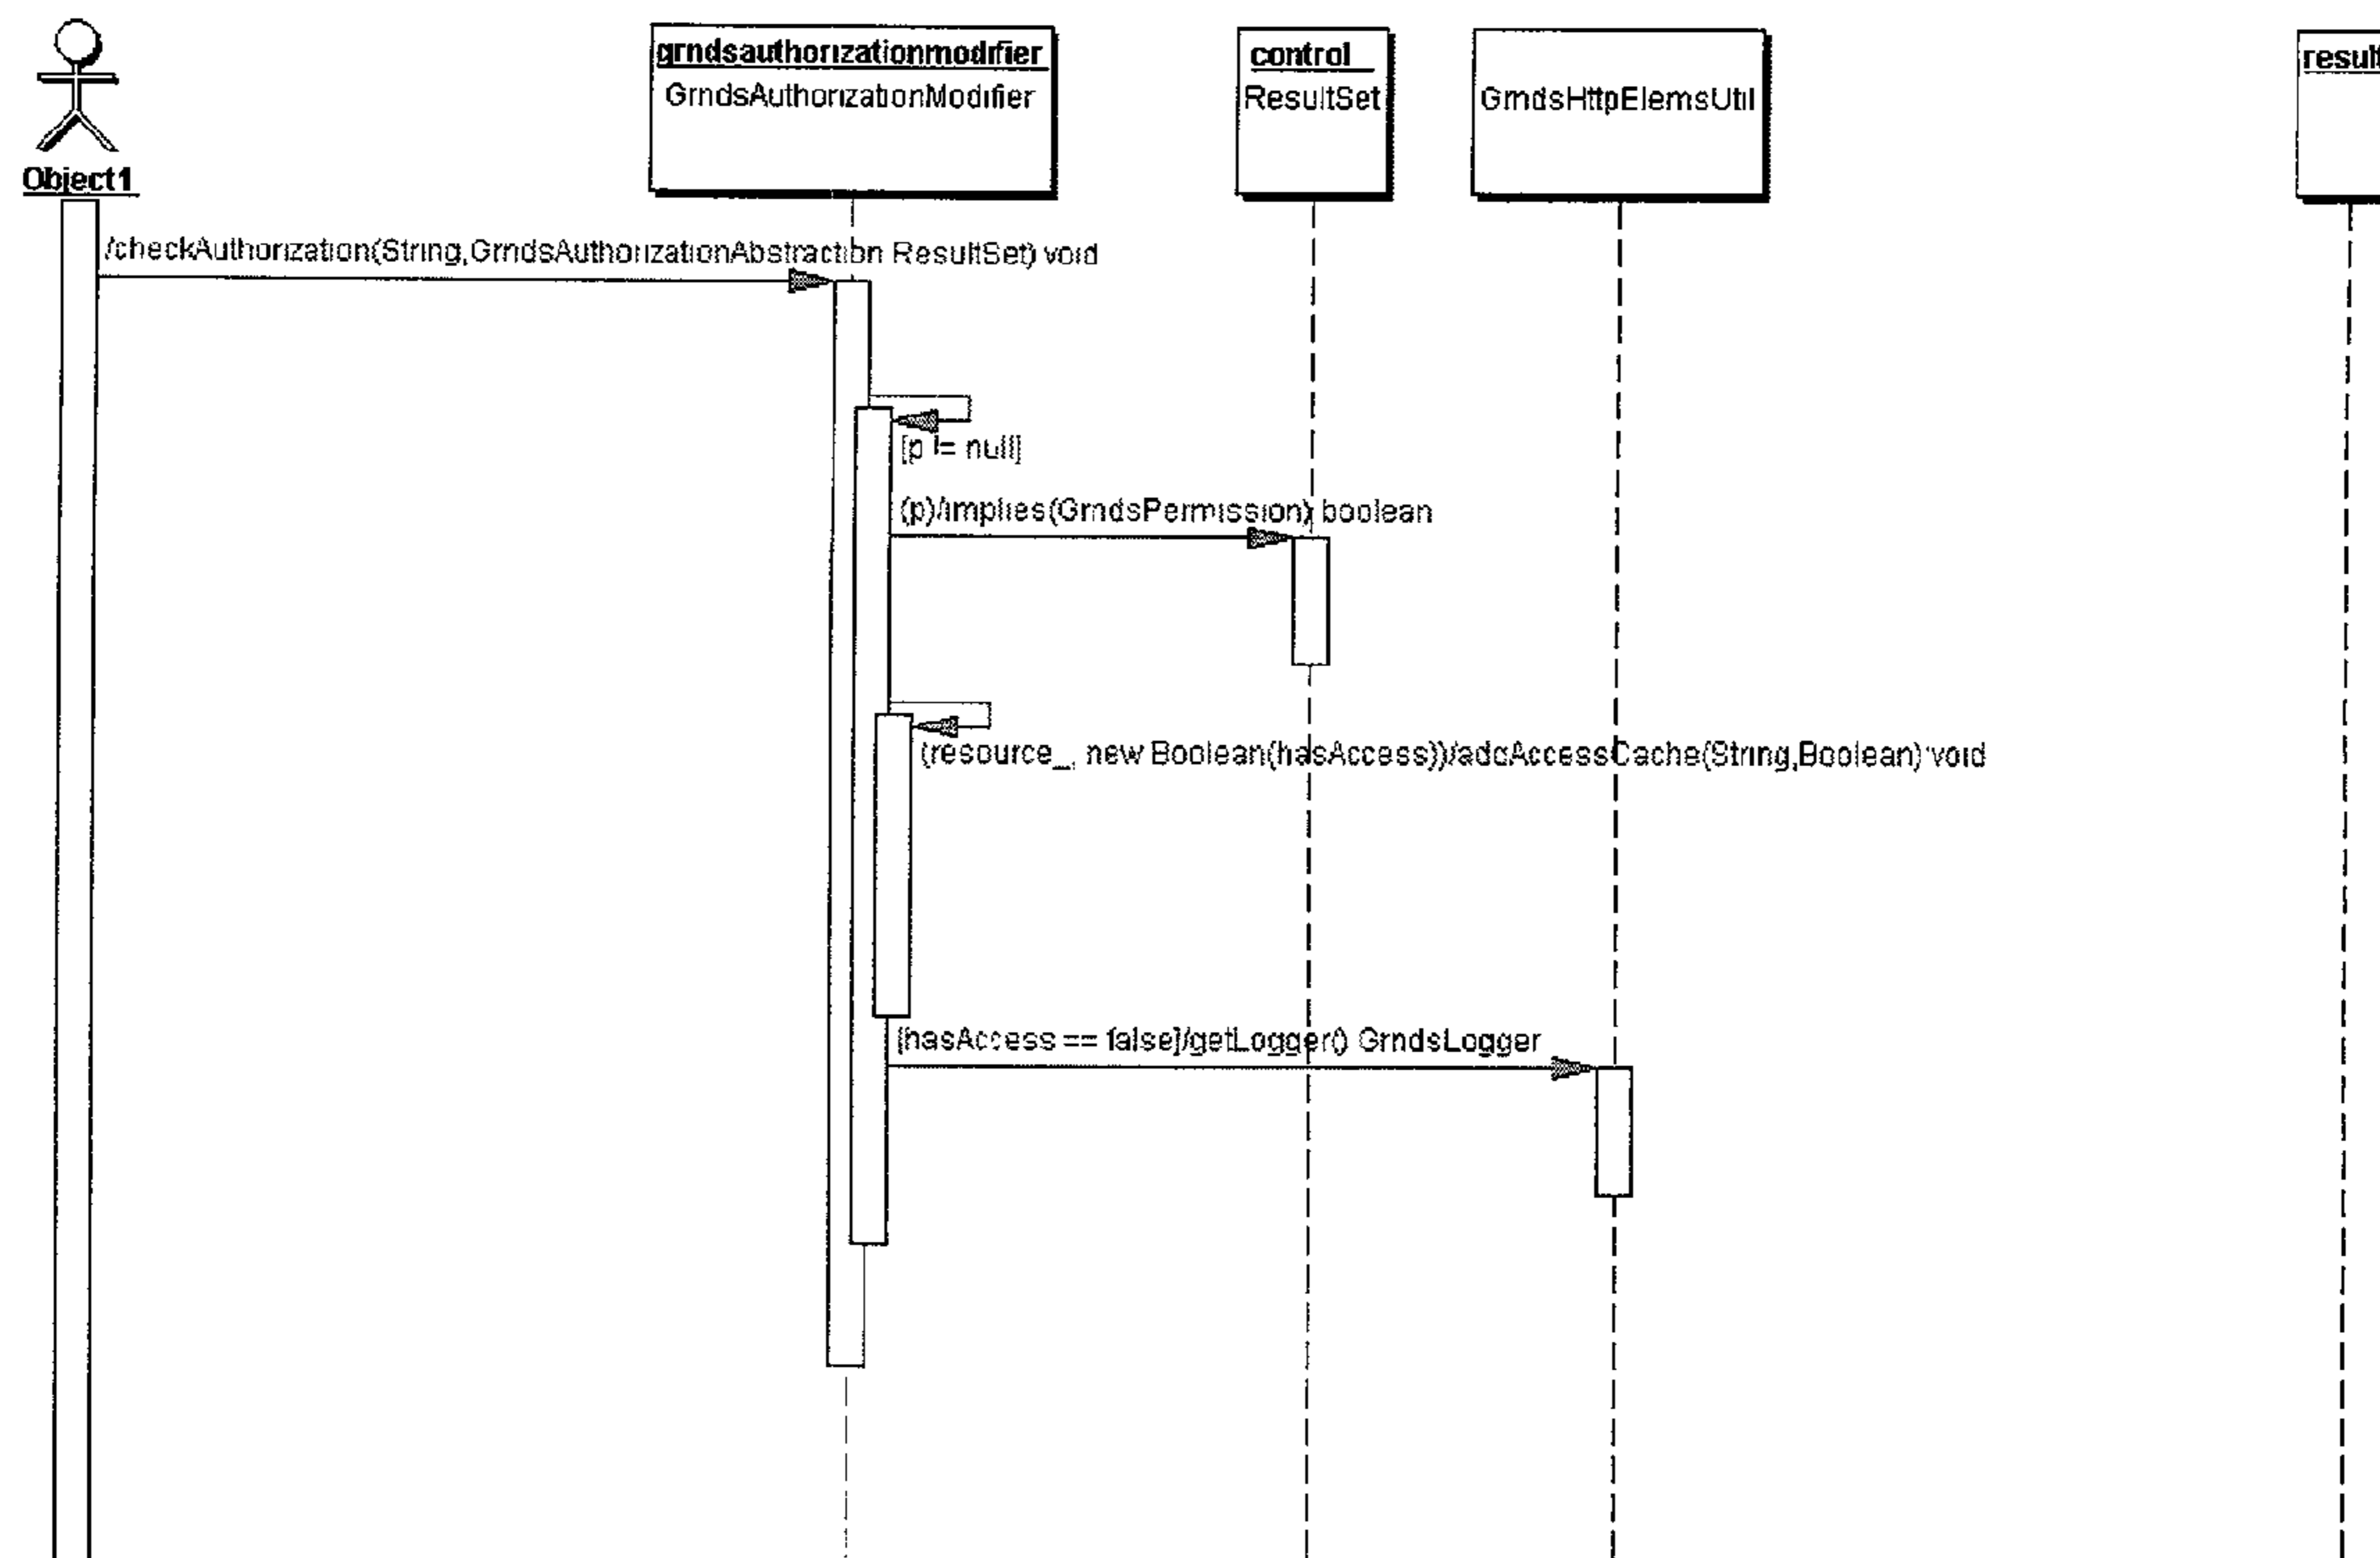 grndsauthorizationmodifier
GrndsAuthorizationModifier
control
ResultSet
GrndsHttpElemsUtil
result
Object1
/checkAuthorization(String,GrndsAuthorizationAbstraction ResultSet) void
[p != null]
(p)/implies(GrndsPermission) boolean
(resource_, new Boolean(hasAccess))/addAccessCache(String,Boolean):void
[hasAccess == false]/getLogger() GrndsLogger